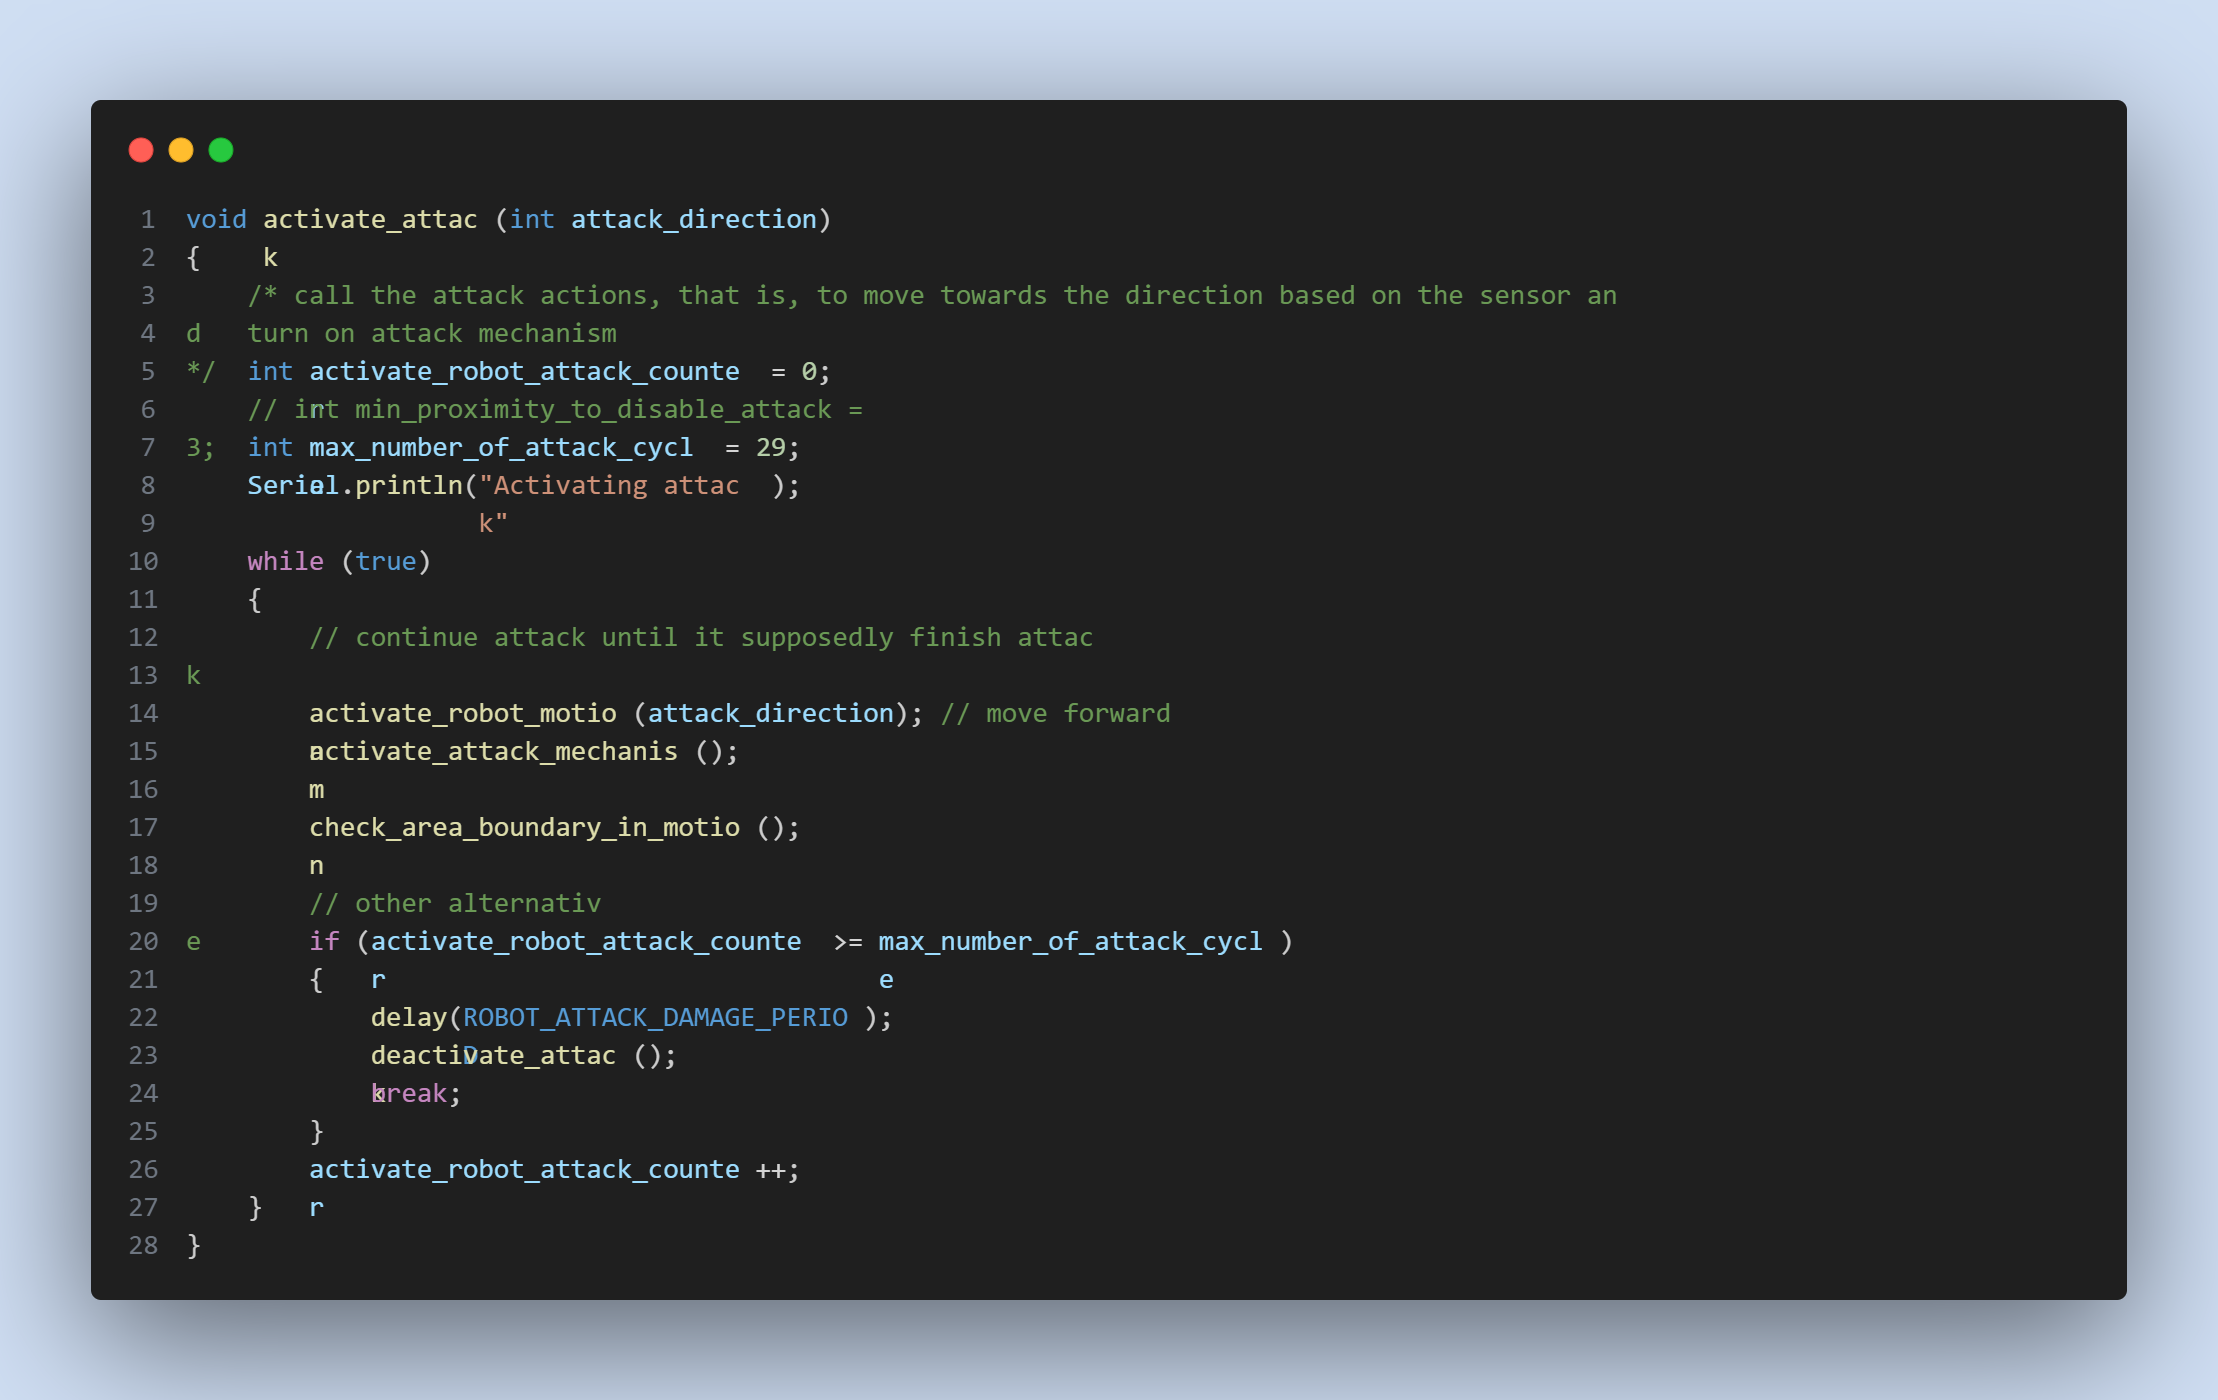 1 void activate_attac (int attack_direction)
2 {    k
3     /* call the attack actions, that is, to move towards the direction based on the sensor an
4 d   turn on attack mechanism
5 */  int activate_robot_attack_counte  = 0;
6     // int min_proximity_to_disable_attack =
7 3;  int max_number_of_attack_cycl  = 29;
8     Serial.println("Activating attac  );
9                    k"
10     while (true)
11     {
12         // continue attack until it supposedly finish attac
13 k
14         activate_robot_motio (attack_direction); // move forward
15         activate_attack_mechanis ();
16         m
17         check_area_boundary_in_motio ();
18         n
19         // other alternativ
20 e       if (activate_robot_attack_counte  >= max_number_of_attack_cycl )
21         {   r                                e
22             delay(ROBOT_ATTACK_DAMAGE_PERIO );
23             deactivate_attac ();
24             break;
25         }
26         activate_robot_attack_counte ++;
27     }   r
28 }